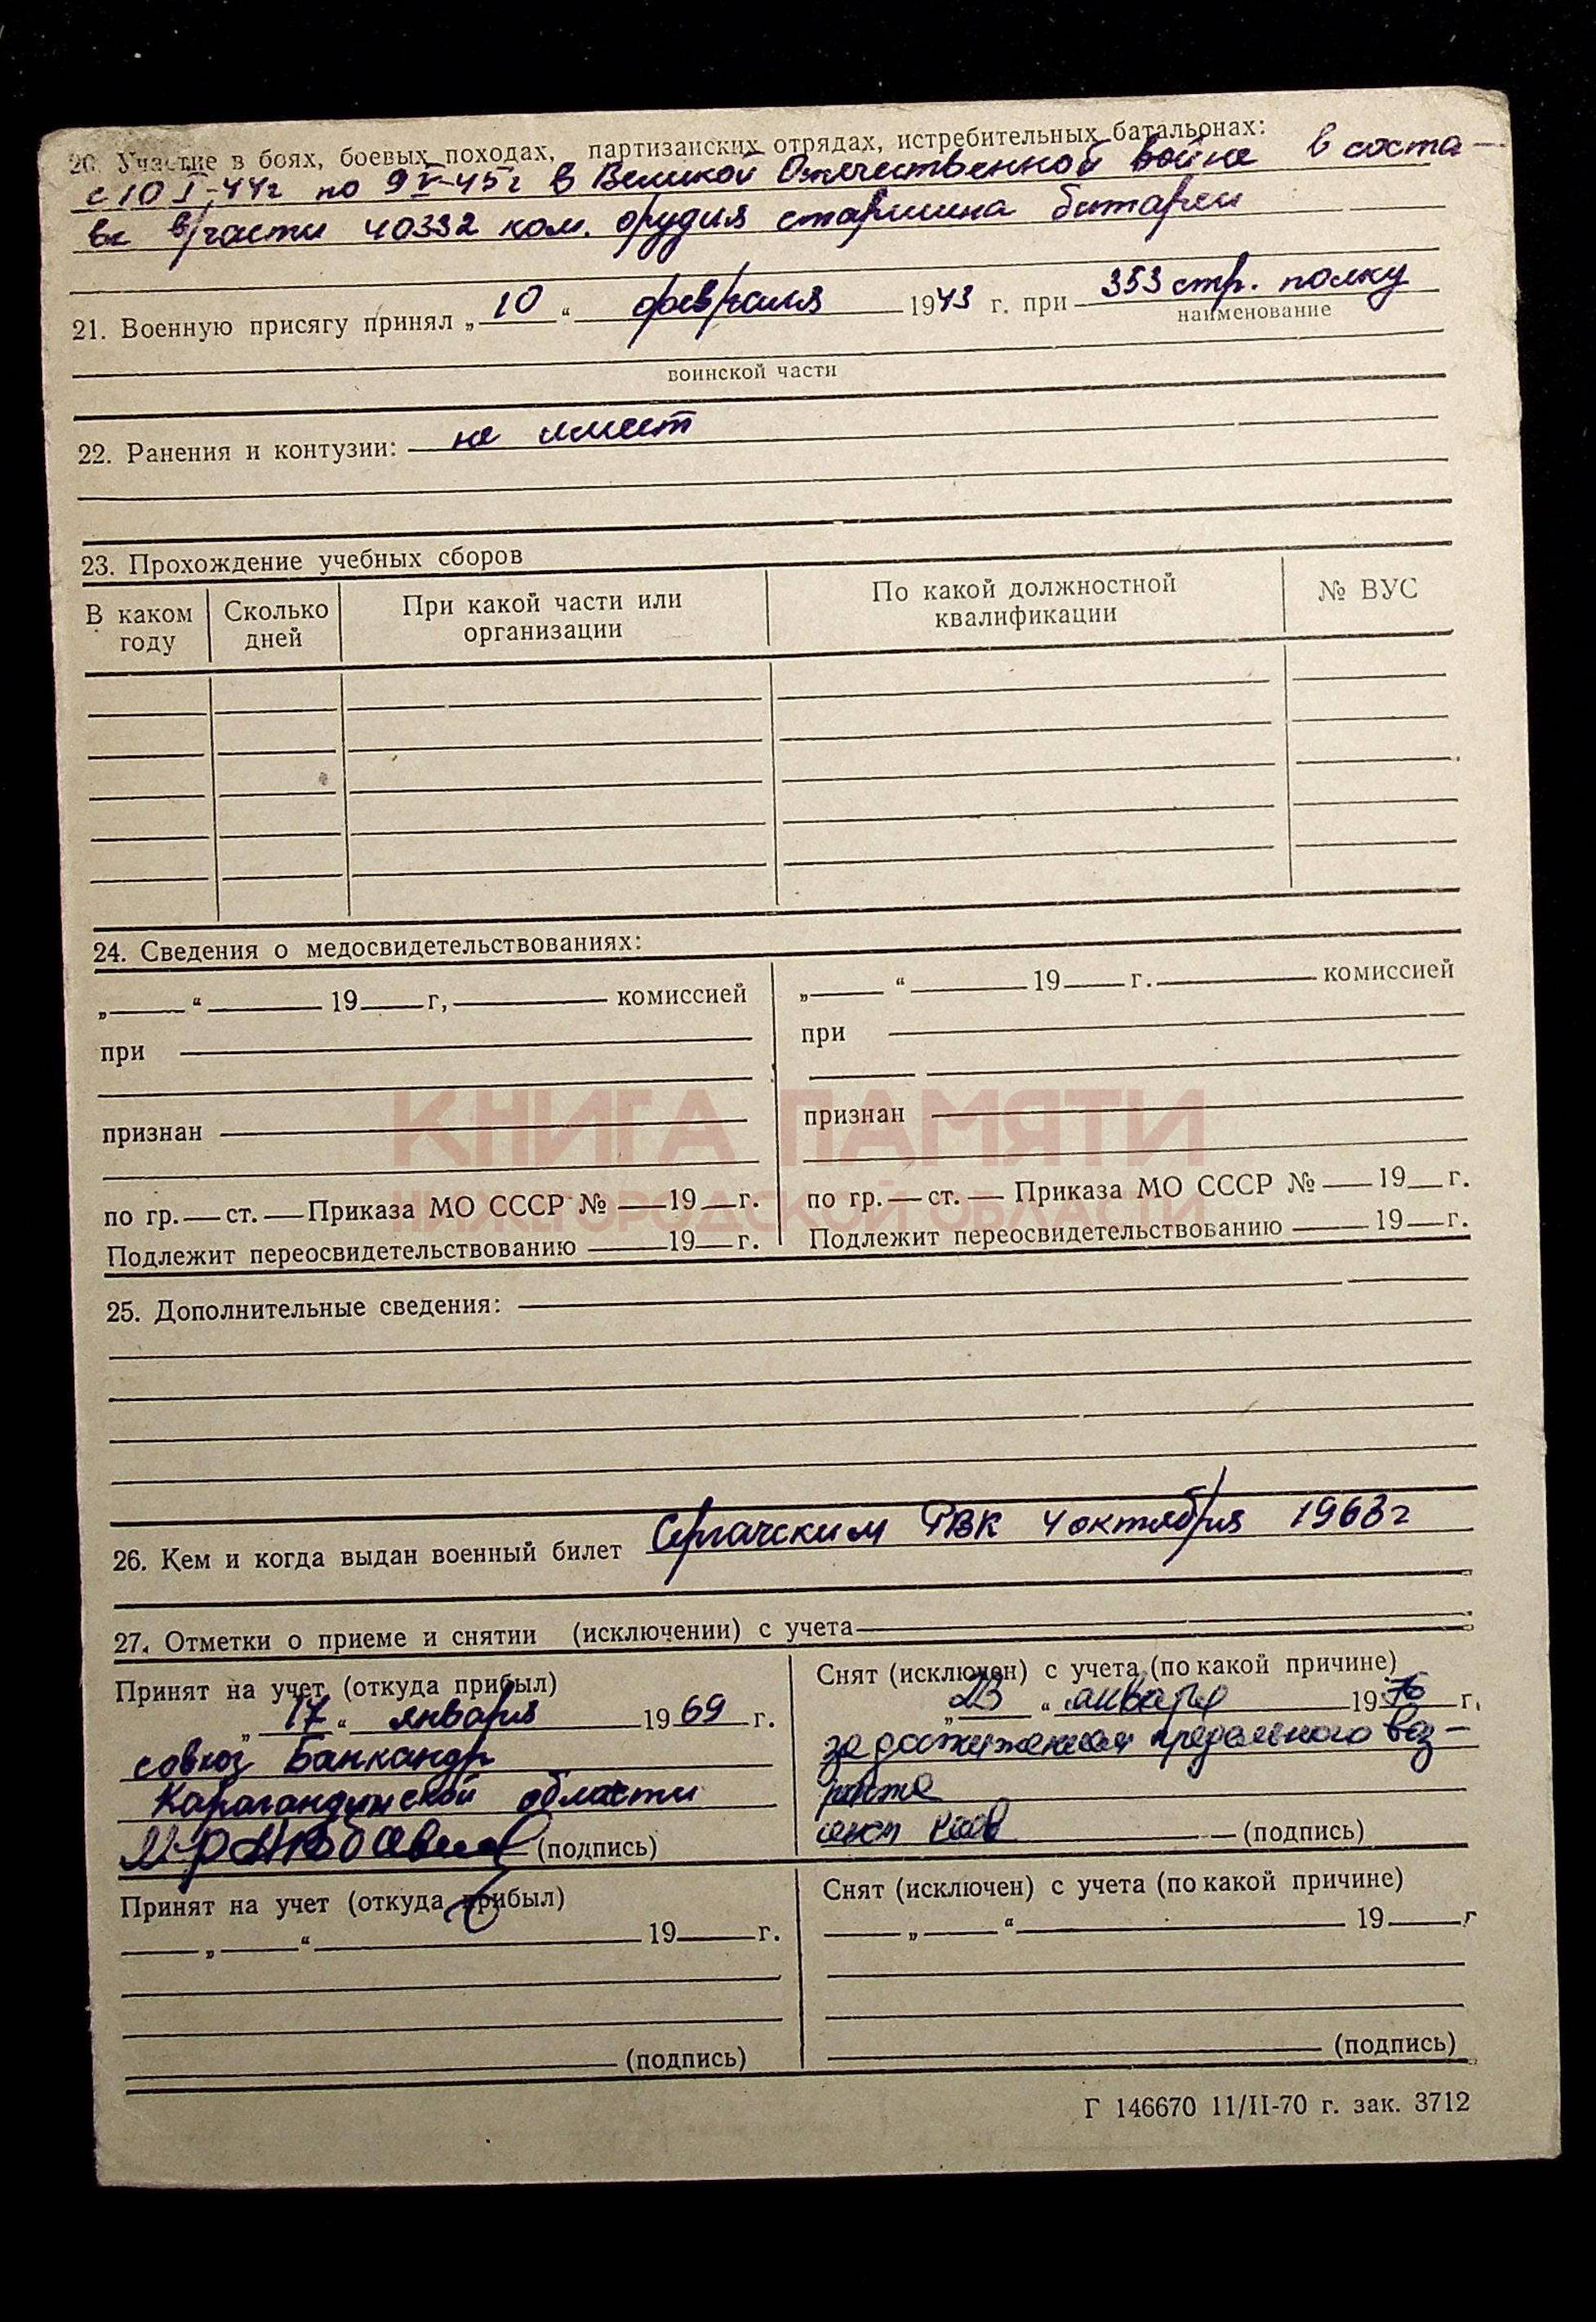 20. Участие в боях, боевых походах, партизанских отрядах, истребительных батальонах:
с 10 I-44г по 9 V-45г в Великой Отечественной войне в соста-
ве в/части 40332 ком. орудия старшина батареи
21. Военную присягу принял „ 10 “ февраля 1943 г. при 353 стр. полку
наименование
воинской части
22. Ранения и контузии: не имеет
23. Прохождение учебных сборов
В каком году Сколько дней При какой части или организации По какой должностной квалификации № ВУС
24. Сведения о медосвидетельствованиях:
„ “ 19 г, комиссией
при
признан
по гр. ст. Приказа МО СССР № 19 г.
Подлежит переосвидетельствованию 19 г.
„ “ 19 г. комиссией
при
признан
по гр. ст. Приказа МО СССР № 19 г.
Подлежит переосвидетельствованию 19 г.
КНИГА ПАМЯТИ
НИЖЕГОРОДСКОЙ ОБЛАСТИ
25. Дополнительные сведения:
26. Кем и когда выдан военный билет Сергачским РВК 4 октября 1963г
27. Отметки о приеме и снятии (исключении) с учета
Принят на учет (откуда прибыл)
„ 17 “ января 1969 г.
совхоз
Карагандинской области
(подпись)
Снят (исключен) с учета (по какой причине)
„ 23 “ января 1976 г.
за достижением предельного воз-
раста
(подпись)
Принят на учет (откуда прибыл)
„ “ 19 г.
(подпись)
Снят (исключен) с учета (по какой причине)
„ “ 19 г
(подпись)
Г 146670 11/II-70 г. зак. 3712